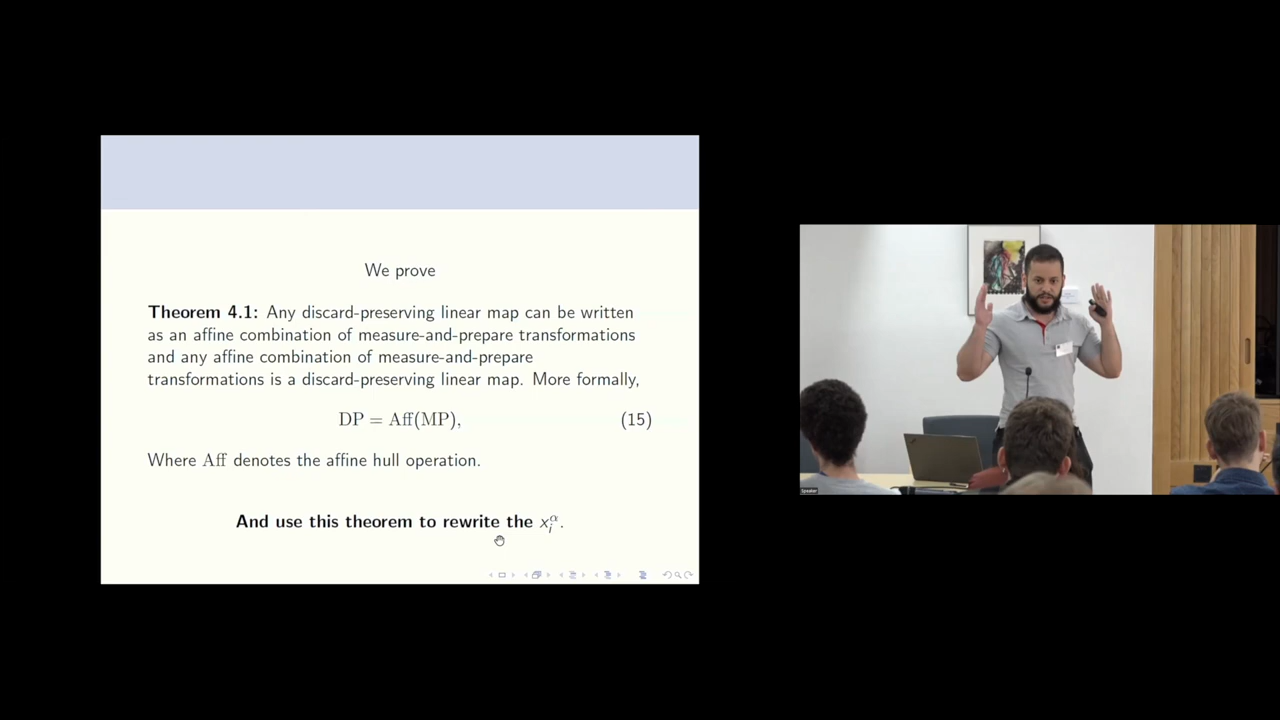 We prove
Theorem 4.1: Any discard-preserving linear map can be written
as an affine combination of measure-and-prepare transformations
and any affine combination of measure-and-prepare
transformations is a discard-preserving linear map. More formally,
DP = Aff(MP), (15)
Where Aff denotes the affine hull operation.
And use this theorem to rewrite the $x_i^\alpha$.
Speaker